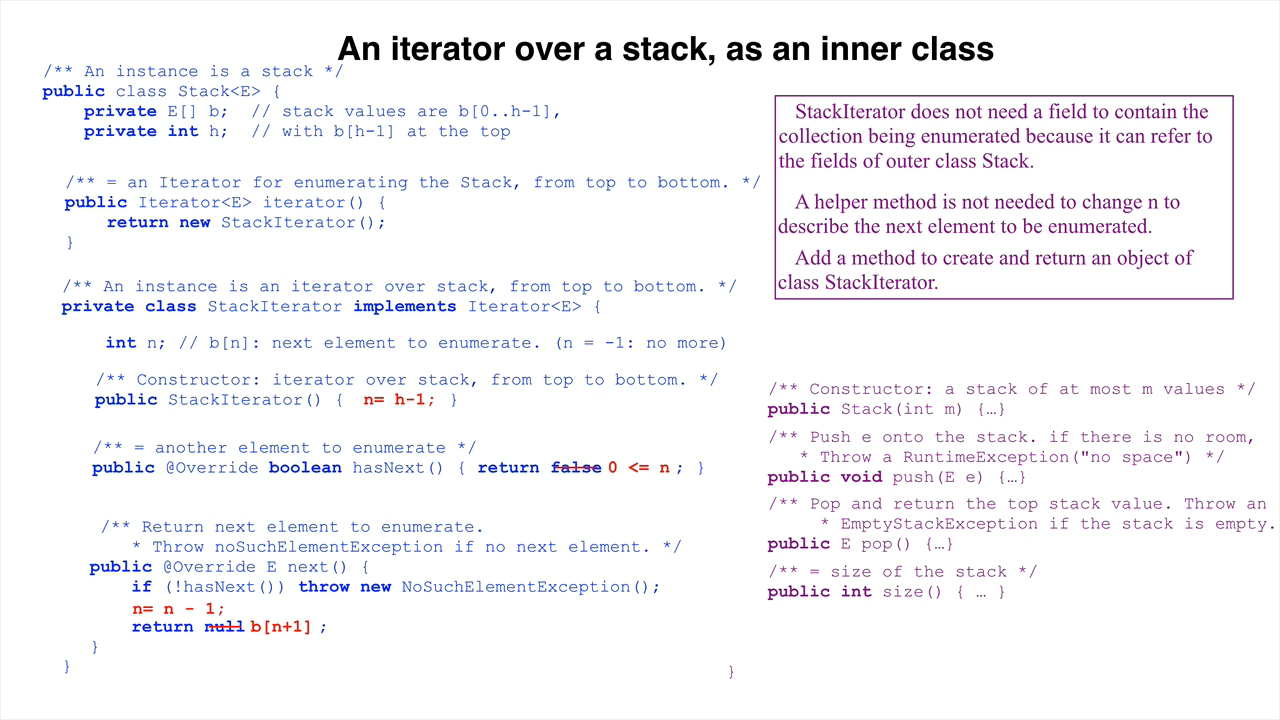 An iterator over a stack, as an inner class
/** An instance is a stack */
public class Stack<E> {
private E[] b;  // stack values are b[0..h-1],
private int h;  // with b[h-1] at the top
/** = an Iterator for enumerating the Stack, from top to bottom. */
public Iterator<E> iterator() {
return new StackIterator();
}
/** An instance is an iterator over stack, from top to bottom. */
private class StackIterator implements Iterator<E> {
int n; // b[n]: next element to enumerate. (n = -1: no more)
/** Constructor: iterator over stack, from top to bottom. */
public StackIterator() {  n= h-1; }
/** = another element to enumerate */
public @Override boolean hasNext() { return false 0 <= n ; }
/** Return next element to enumerate.
* Throw noSuchElementException if no next element. */
public @Override E next() {
if (!hasNext()) throw new NoSuchElementException();
n= n - 1;
return null b[n+1] ;
}
}
StackIterator does not need a field to contain the
collection being enumerated because it can refer to
the fields of outer class Stack.
A helper method is not needed to change n to
describe the next element to be enumerated.
Add a method to create and return an object of
class StackIterator.
/** Constructor: a stack of at most m values */
public Stack(int m) {…}
/** Push e onto the stack. if there is no room,
* Throw a RuntimeException("no space") */
public void push(E e) {…}
/** Pop and return the top stack value. Throw an
* EmptyStackException if the stack is empty.
public E pop() {…}
/** = size of the stack */
public int size() { … }
}